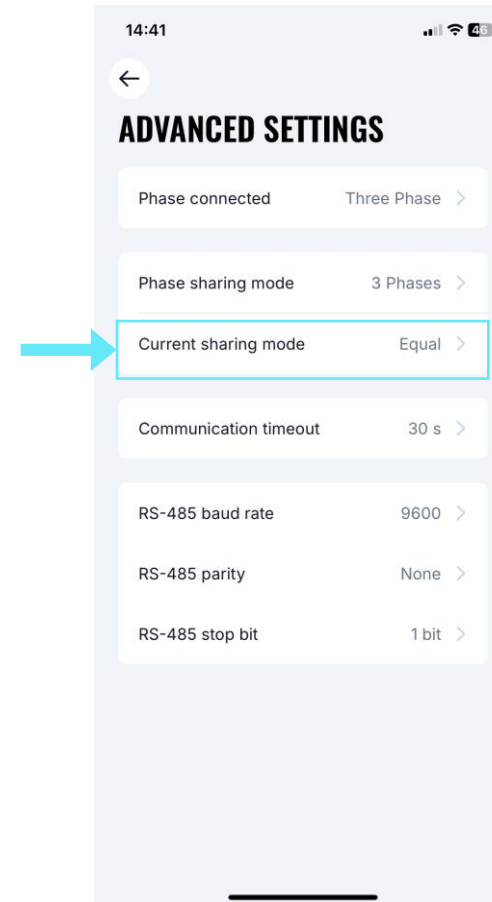 14:41
46
ADVANCED SETTINGS
Phase connected Three Phase
Phase sharing mode 3 Phases
Current sharing mode Equal
Communication timeout 30 s
RS-485 baud rate 9600
RS-485 parity None
RS-485 stop bit 1 bit